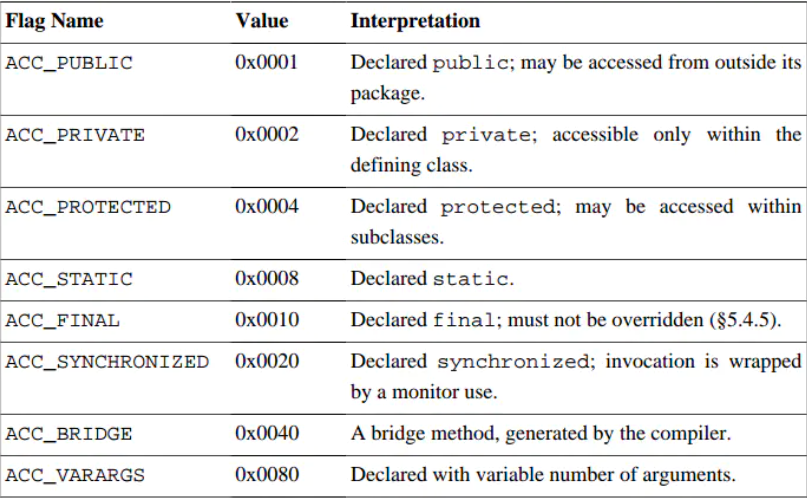 Flag Name Value Interpretation
ACC_PUBLIC 0x0001 Declared public; may be accessed from outside its
package.
ACC_PRIVATE 0x0002 Declared private; accessible only within the
defining class.
ACC_PROTECTED 0x0004 Declared protected; may be accessed within
subclasses.
ACC_STATIC 0x0008 Declared static.
ACC_FINAL 0x0010 Declared final; must not be overridden (§5.4.5).
ACC_SYNCHRONIZED 0x0020 Declared synchronized; invocation is wrapped
by a monitor use.
ACC_BRIDGE 0x0040 A bridge method, generated by the compiler.
ACC_VARARGS 0x0080 Declared with variable number of arguments.